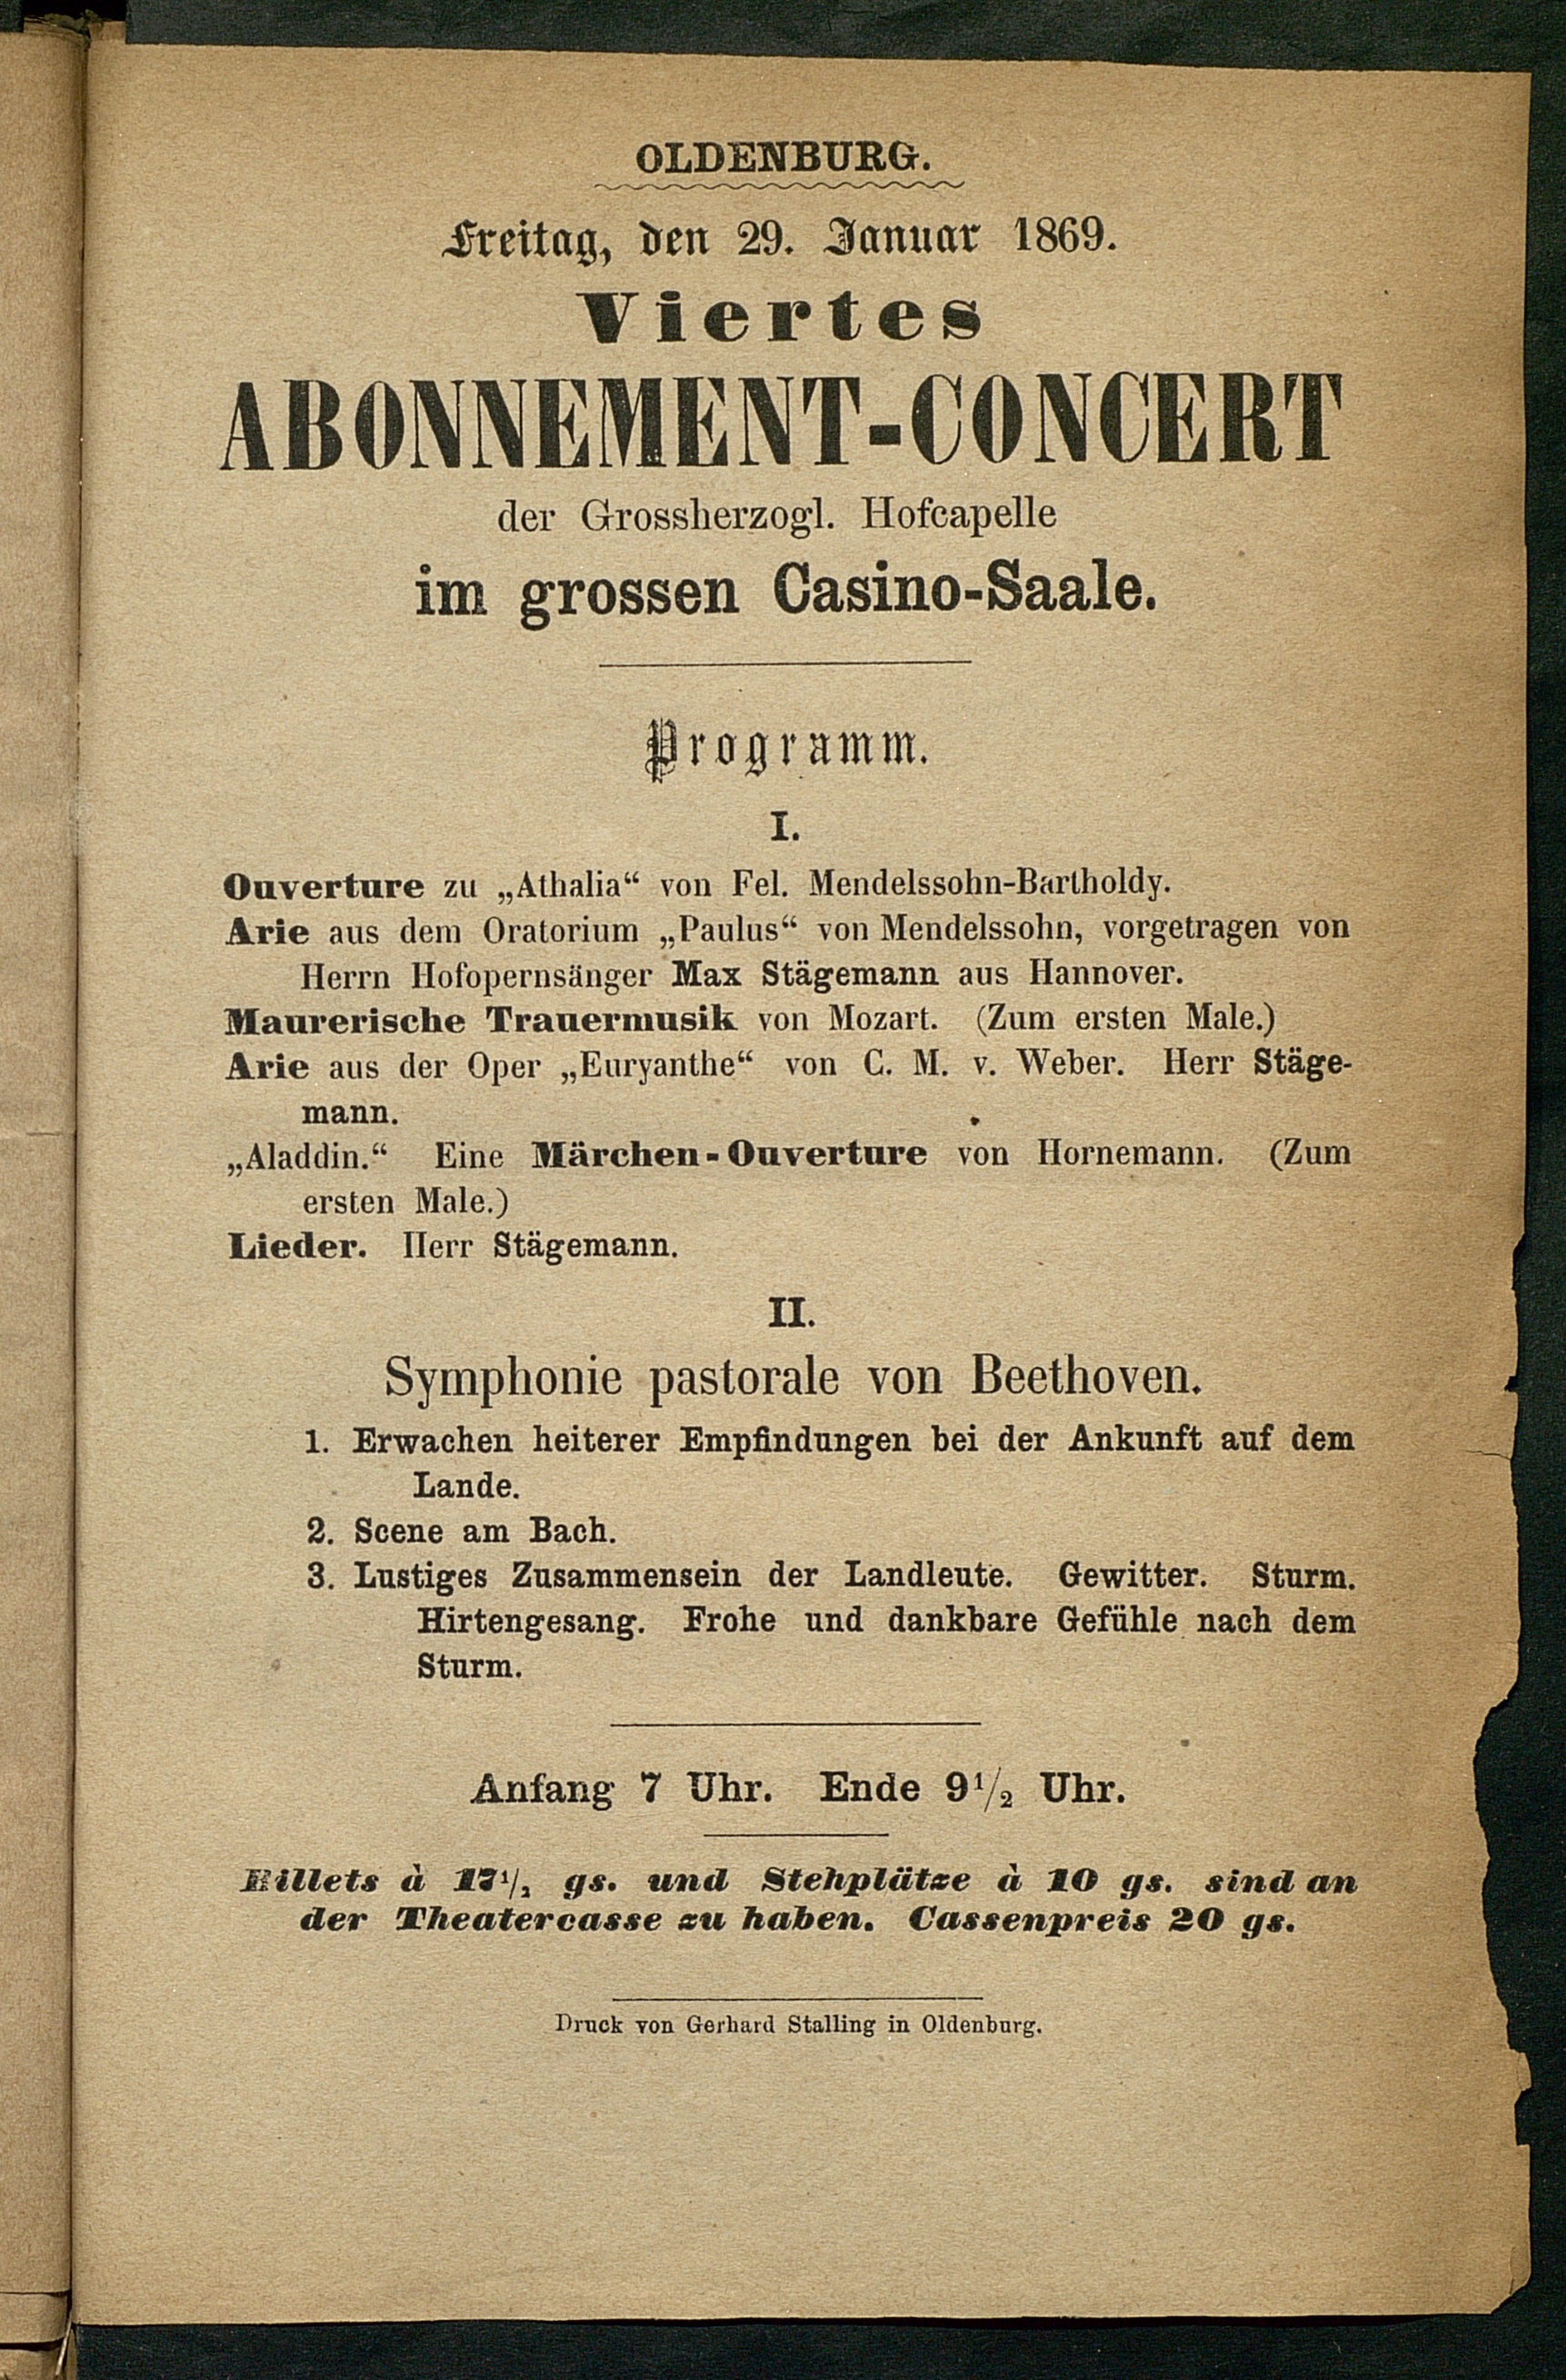 OLDENBURG.
Freitag, den 29. Januar 1869.
Viertes
ABONNEMENT-CONCERT
der Grossherzogl. Hofcapelle
im grossen Casino-Saale.
Programm.
I.
Ouverture zu „Athalia“ von Fel. Mendelssohn-Bartholdy.
Arie aus dem Oratorium „Paulus“ von Mendelssohn, vorgetragen von
Herrn Hofopernsänger Max Stägemann aus Hannover.
Maurerische Trauermusik von Mozart. (Zum ersten Male.)
Arie aus der Oper „Euryanthe“ von C. M. v. Weber. Herr Stäge-
mann.
„Aladdin.“ Eine Märchen-Ouverture von Hornemann. (Zum
ersten Male.)
Lieder. Herr Stägemann.
II.
Symphonie pastorale von Beethoven.
1. Erwachen heiterer Empfindungen bei der Ankunft auf dem
Lande.
2. Scene am Bach.
3. Lustiges Zusammensein der Landleute. Gewitter. Sturm.
Hirtengesang. Frohe und dankbare Gefühle nach dem
Sturm.
Anfang 7 Uhr. Ende 9 1/2 Uhr.
Billets à 17 1/2 gs. und Stehplätze à 10 gs. sind an
der Theatercasse zu haben. Cassenpreis 20 gs.
Druck von Gerhard Stalling in Oldenburg.